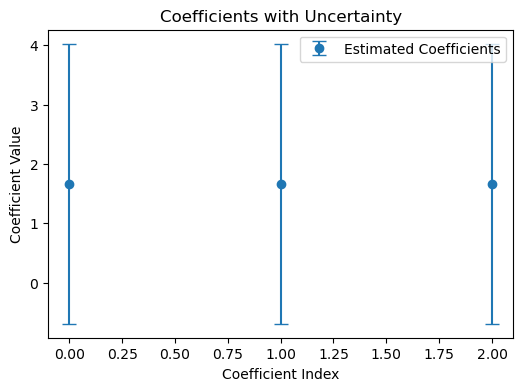 Coefficients with Uncertainty
Estimated Coefficients
4
3
2
1
0
Coefficient Value
0.00 0.25 0.50 0.75 1.00 1.25 1.50 1.75 2.00
Coefficient Index